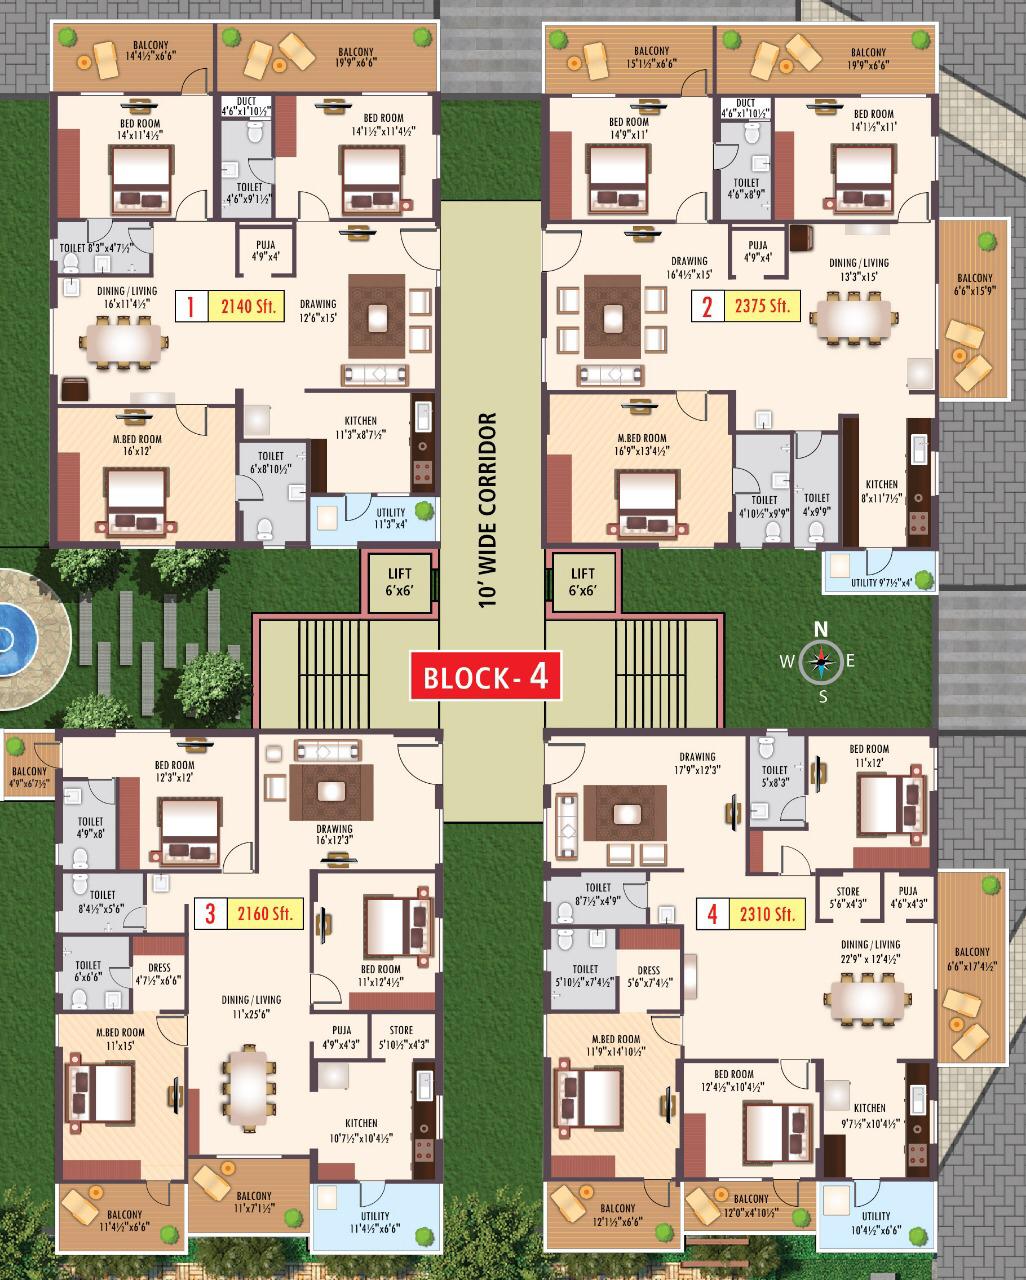 BALCONY
14'4½"x6'6"
BALCONY
19'9"x6'6"
BED ROOM
14'x11'4½"
DUCT
4'6"x1'10½"
BED ROOM
14'1½"x11'4½"
TOILET
4'6"x9'1½"
TOILET 8'3"x4'7½"
PUJA
4'9"x4'
DINING / LIVING
16'x11'4½"
1 2140 Sft.
DRAWING
12'6"x15'
M.BED ROOM
16'x12'
TOILET
6'x8'10½"
KITCHEN
11'3"x8'7½"
UTILITY
11'3"x4'
BALCONY
15'1½"x6'6"
BALCONY
19'9"x6'6"
BED ROOM
14'9"x11'
DUCT
4'6"x1'10½"
BED ROOM
14'1½"x11'
TOILET
4'6"x8'9"
DRAWING
16'4½"x15'
PUJA
4'9"x4'
DINING / LIVING
13'3"x15'
BALCONY
6'6"x15'9"
2 2375 Sft.
M.BED ROOM
16'9"x13'4½"
TOILET
4'10½"x9'9"
TOILET
4'x9'9"
KITCHEN
8'x11'7½"
UTILITY 9'7½"x4'
10' WIDE CORRIDOR
LIFT
6'x6'
LIFT
6'x6'
BLOCK- 4
N
W
E
S
BALCONY
4'9"x6'7½"
BED ROOM
12'3"x12'
TOILET
4'9"x8'
DRAWING
16'x12'3"
TOILET
8'4½"x5'6"
3 2160 Sft.
TOILET
6'x6'6"
DRESS
4'7½"x6'6"
BED ROOM
11'x12'4½"
DINING / LIVING
11'x25'6"
M.BED ROOM
11'x15'
PUJA
4'9"x4'3"
STORE
5'10½"x4'3"
KITCHEN
10'7½"x10'4½"
BALCONY
11'4½"x6'6"
BALCONY
11'x7'1½"
UTILITY
11'4½"x6'6"
DRAWING
17'9"x12'3"
TOILET
5'x8'3"
BED ROOM
11'x12'
TOILET
8'7½"x4'9"
4 2310 Sft.
STORE
5'6"x4'3"
PUJA
4'6"x4'3"
TOILET
5'10½"x7'4½"
DRESS
5'6"x7'4½"
DINING / LIVING
22'9" x 12'4½"
BALCONY
6'6"x17'4½"
M.BED ROOM
11'9"x14'10½"
BED ROOM
12'4½"x10'4½"
KITCHEN
9'7½"x10'4½"
BALCONY
12'1½"x6'6"
BALCONY
12'0"x4'10½"
UTILITY
10'4½"x6'6"